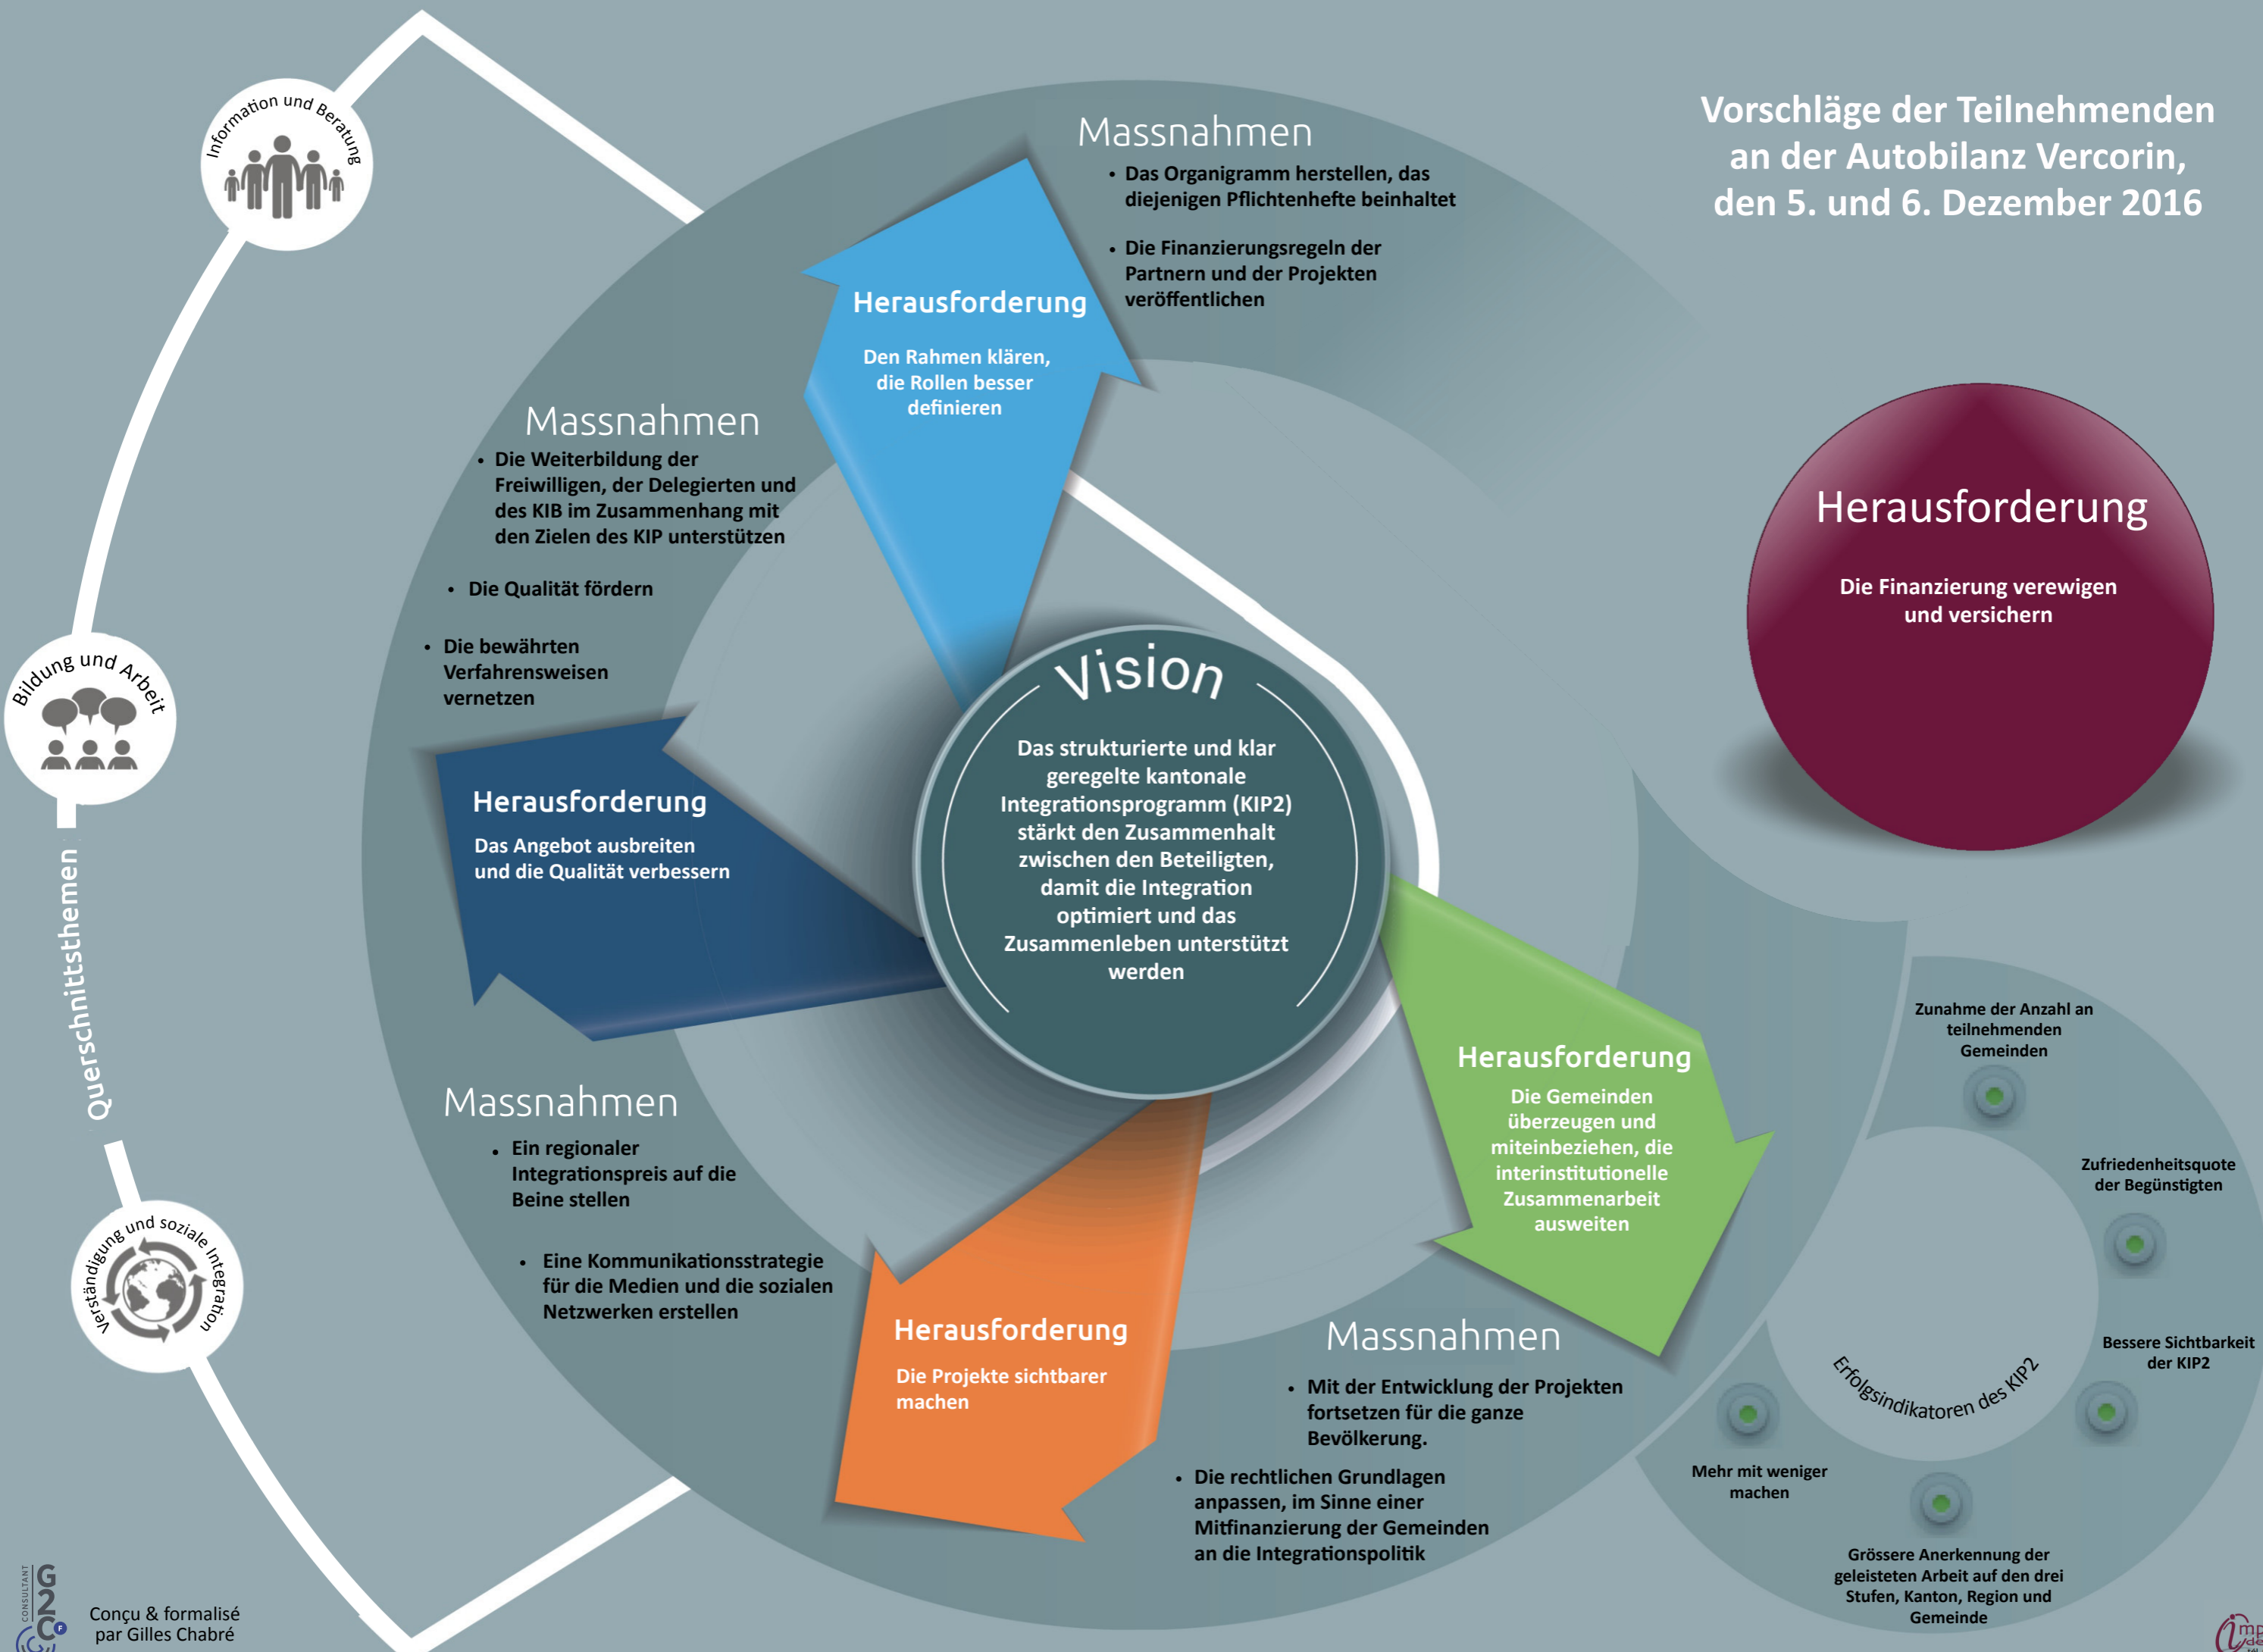 Vorschläge der Teilnehmenden
an der Autobilanz Vercorin,
den 5. und 6. Dezember 2016
Information und Beratung
Bildung und Arbeit
Querschnittsthemen
Verständigung und soziale Integration
Massnahmen
• Das Organigramm herstellen, das
diejenigen Pflichtenhefte beinhaltet
• Die Finanzierungsregeln der
Partnern und der Projekten
veröffentlichen
Herausforderung
Den Rahmen klären,
die Rollen besser
definieren
Massnahmen
• Die Weiterbildung der
Freiwilligen, der Delegierten und
des KIB im Zusammenhang mit
den Zielen des KIP unterstützen
• Die Qualität fördern
• Die bewährten
Verfahrensweisen
vernetzen
Herausforderung
Das Angebot ausbreiten
und die Qualität verbessern
Vision
Das strukturierte und klar
geregelte kantonale
Integrationsprogramm (KIP2)
stärkt den Zusammenhalt
zwischen den Beteiligten,
damit die Integration
optimiert und das
Zusammenleben unterstützt
werden
Herausforderung
Die Finanzierung verewigen
und versichern
Massnahmen
• Ein regionaler
Integrationspreis auf die
Beine stellen
• Eine Kommunikationsstrategie
für die Medien und die sozialen
Netzwerken erstellen
Herausforderung
Die Projekte sichtbarer
machen
Herausforderung
Die Gemeinden
überzeugen und
miteinbeziehen, die
interinstitutionelle
Zusammenarbeit
ausweiten
Massnahmen
• Mit der Entwicklung der Projekten
fortsetzen für die ganze
Bevölkerung.
• Die rechtlichen Grundlagen
anpassen, im Sinne einer
Mitfinanzierung der Gemeinden
an die Integrationspolitik
Zunahme der Anzahl an
teilnehmenden
Gemeinden
Zufriedenheitsquote
der Begünstigten
Bessere Sichtbarkeit
der KIP2
Erfolgsindikatoren des KIP2
Mehr mit weniger
machen
Grössere Anerkennung der
geleisteten Arbeit auf den drei
Stufen, Kanton, Region und
Gemeinde
G2C
CONSULTANT
F
Conçu & formalisé
par Gilles Chabré